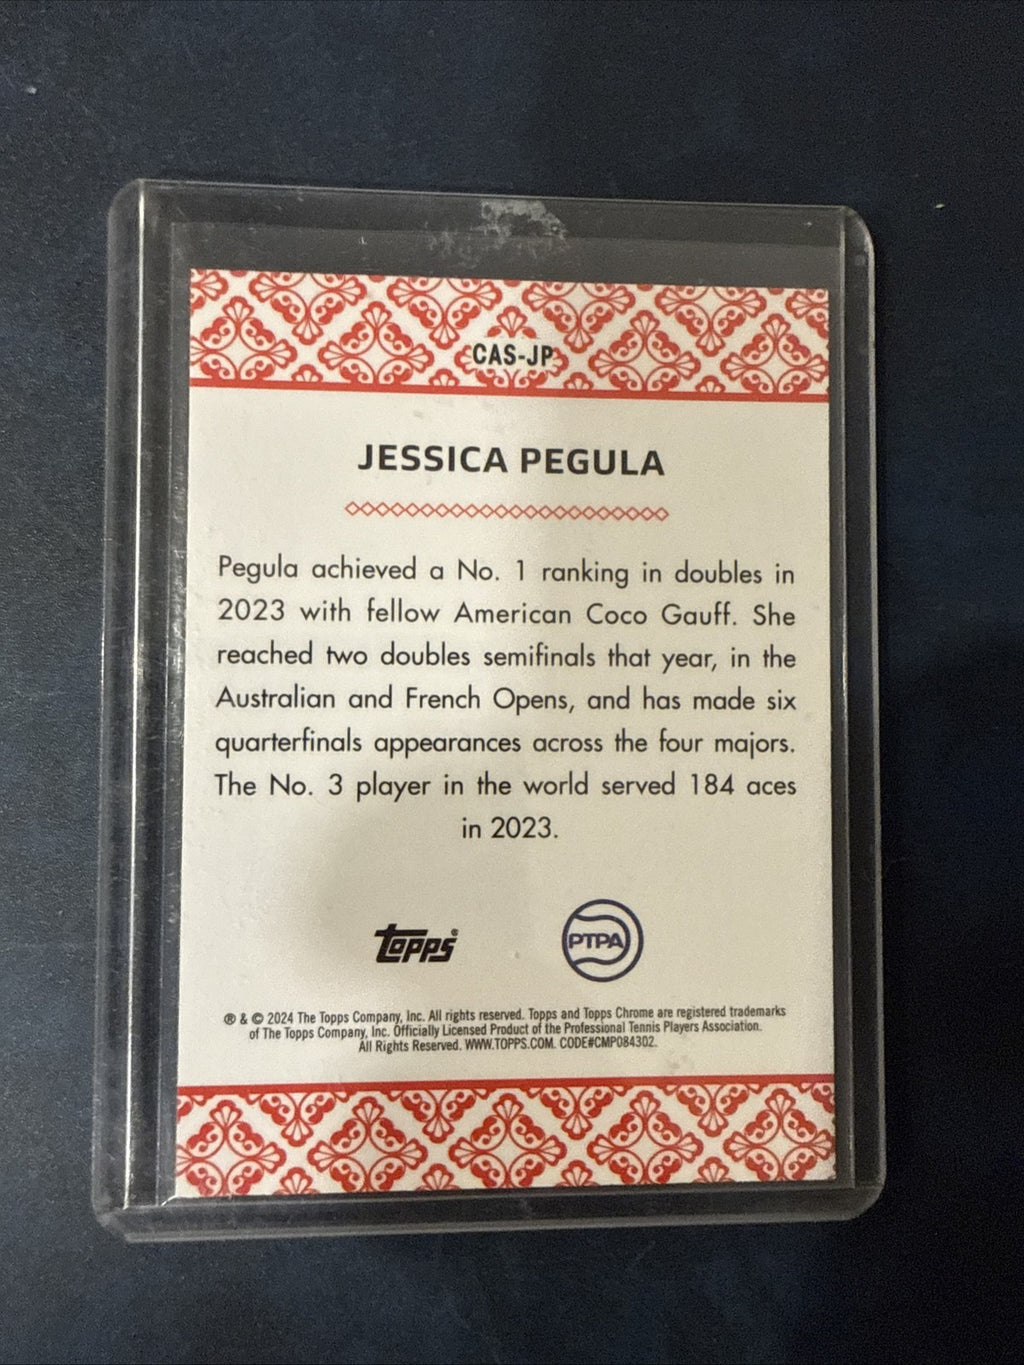 CAS-JP
JESSICA PEGULA
Pegula achieved a No. 1 ranking in doubles in
2023 with fellow American Coco Gauff. She
reached two doubles semifinals that year, in the
Australian and French Opens, and has made six
quarterfinals appearances across the four majors.
The No. 3 player in the world served 184 aces
in 2023.
Topps®
PTPA
® & © 2024 The Topps Company, Inc. All rights reserved. Topps and Topps Chrome are registered trademarks
of The Topps Company, Inc. Officially Licensed Product of the Professional Tennis Players Association.
All Rights Reserved. WWW.TOPPS.COM. CODE#CMP084302.